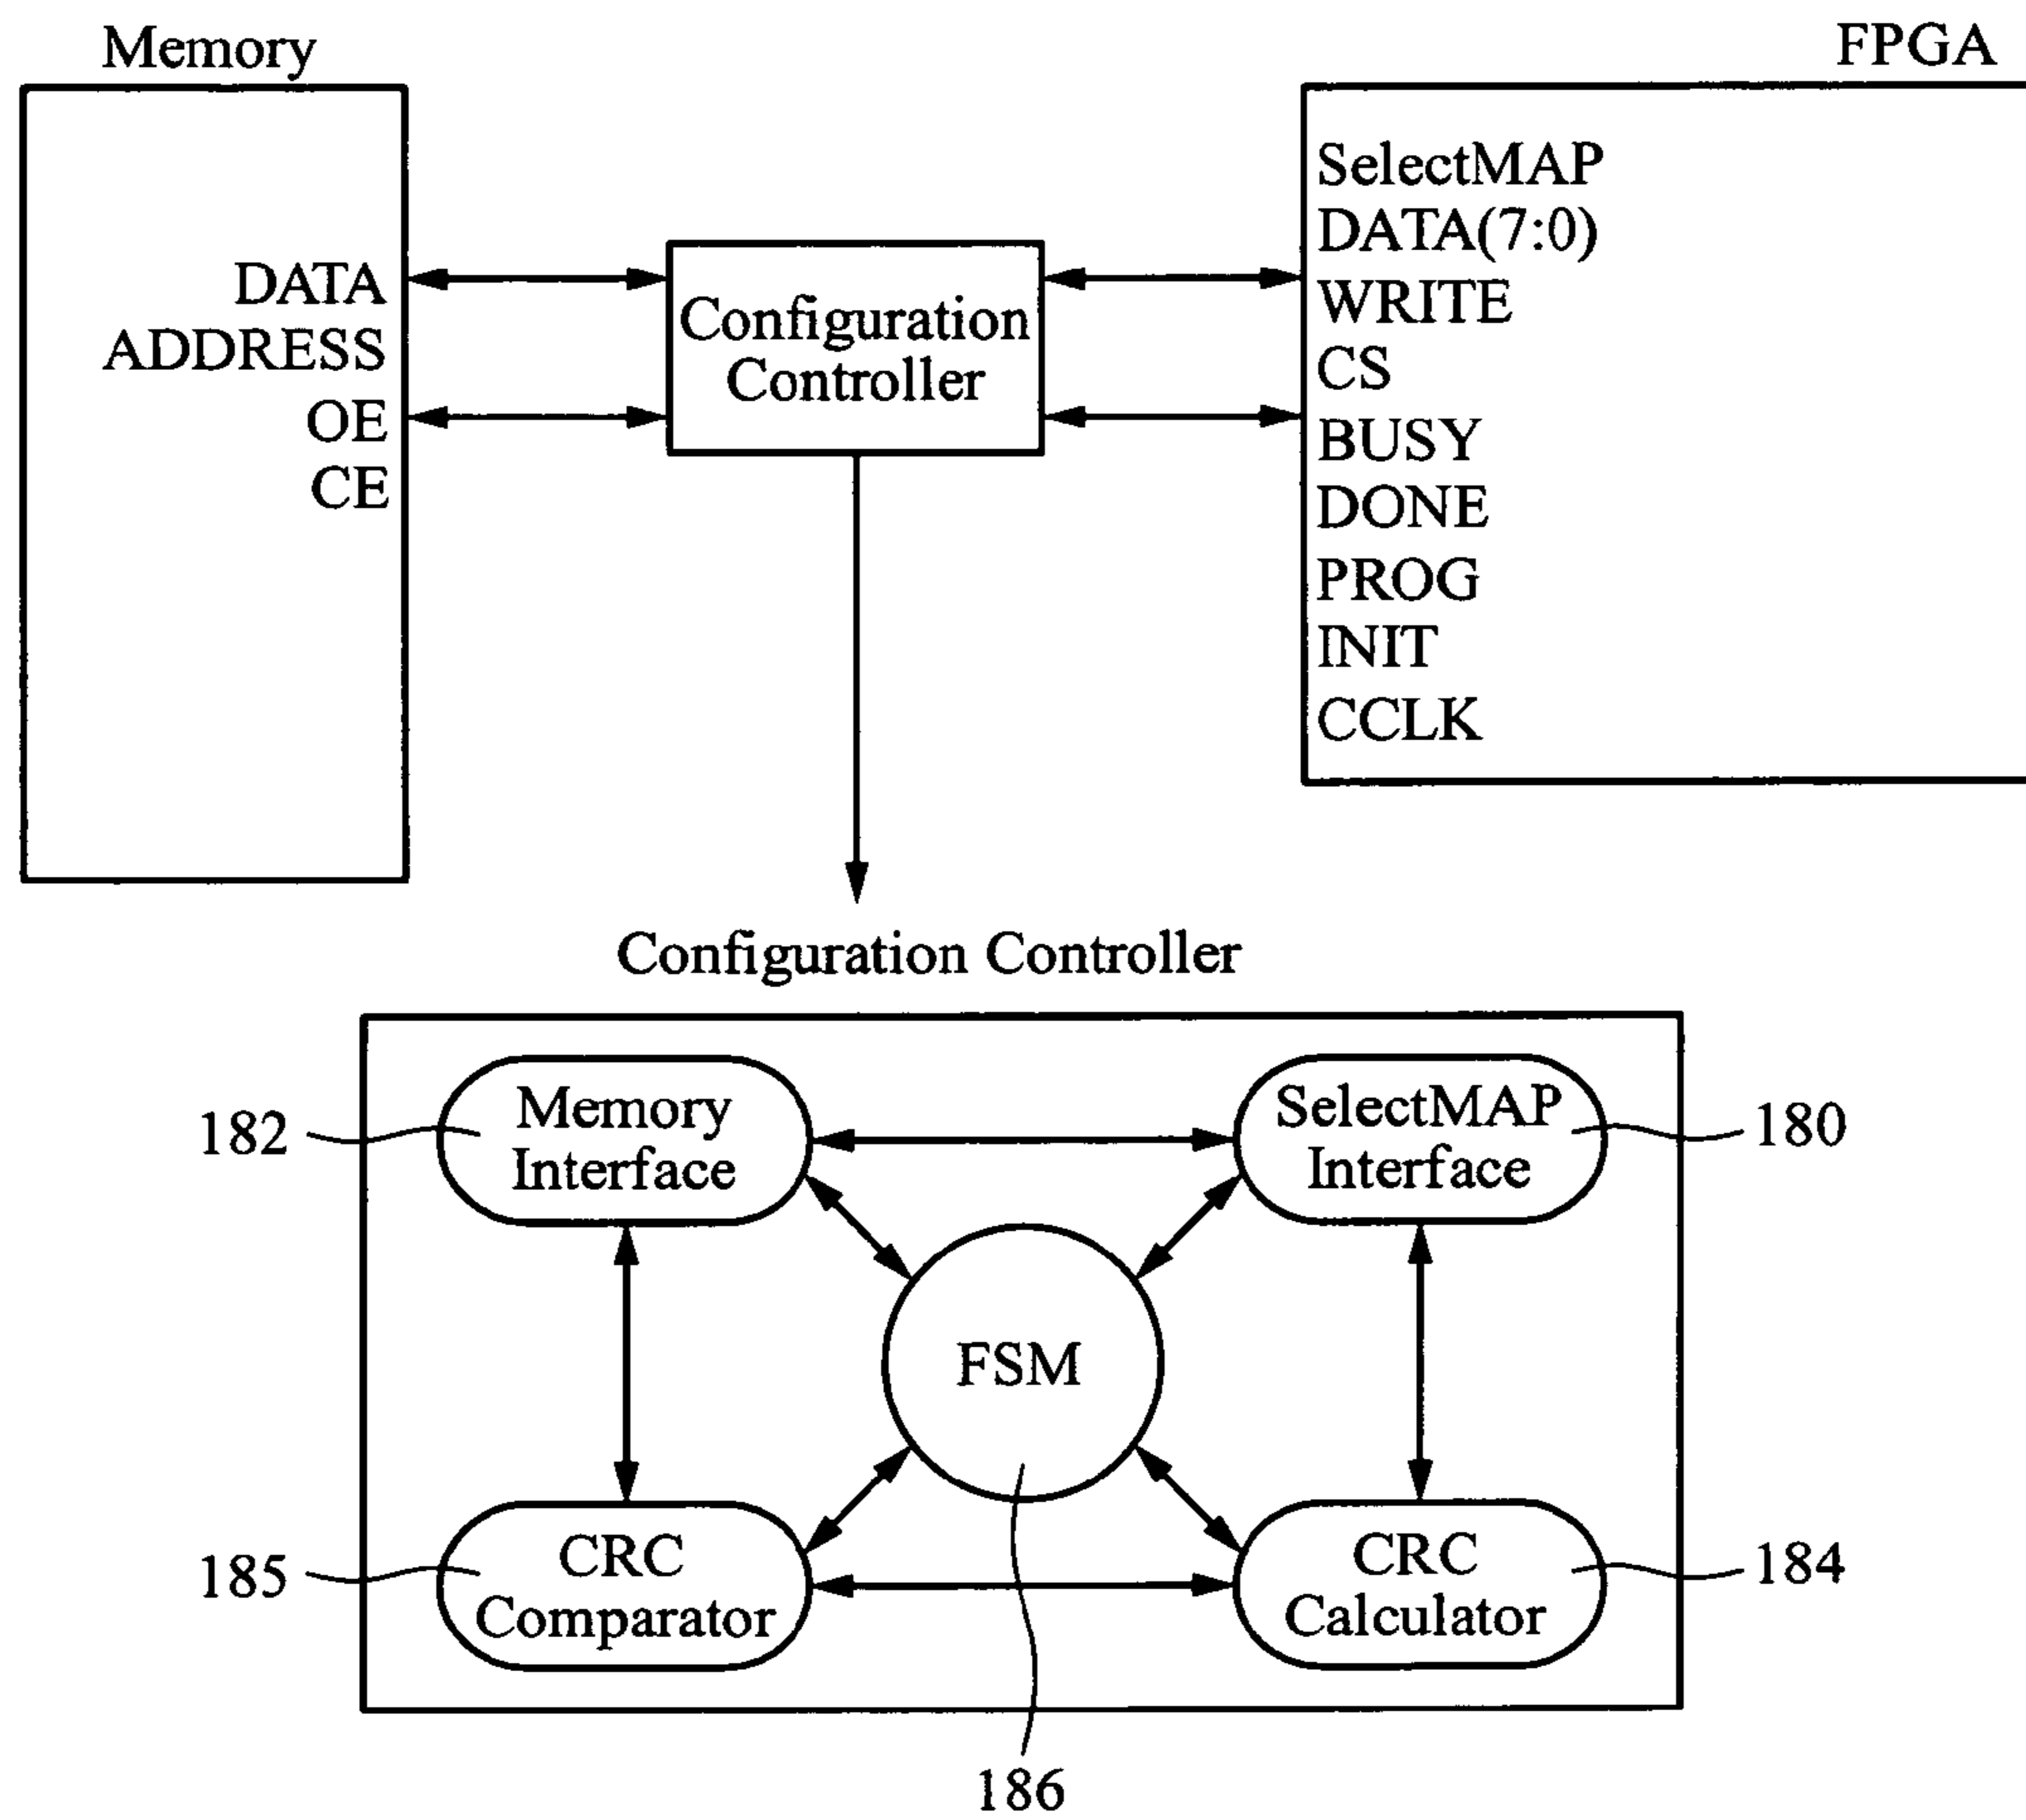 Memory
FPGA
DATA
ADDRESS
OE
CE
Configuration
Controller
SelectMAP
DATA(7:0)
WRITE
CS
BUSY
DONE
PROG
INIT
CCLK
Configuration Controller
182
Memory
Interface
SelectMAP
Interface
180
FSM
185
CRC
Comparator
CRC
Calculator
184
186